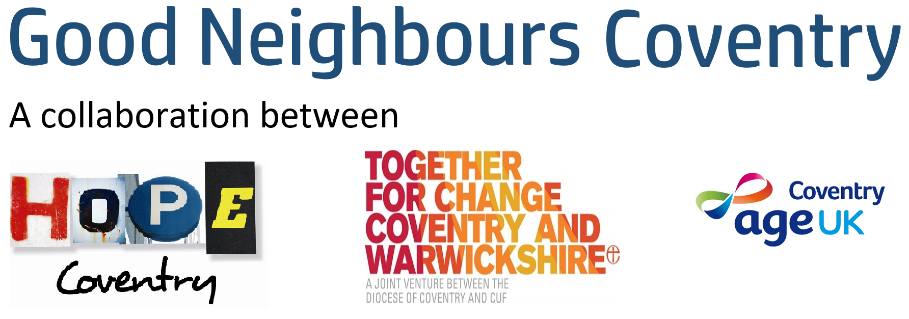 Good Neighbours Coventry
A collaboration between
HOPE
Coventry
TOGETHER
FOR CHANGE
COVENTRY AND
WARWICKSHIRE
A JOINT VENTURE BETWEEN THE
DIOCESE OF COVENTRY AND CUF
Coventry
age UK